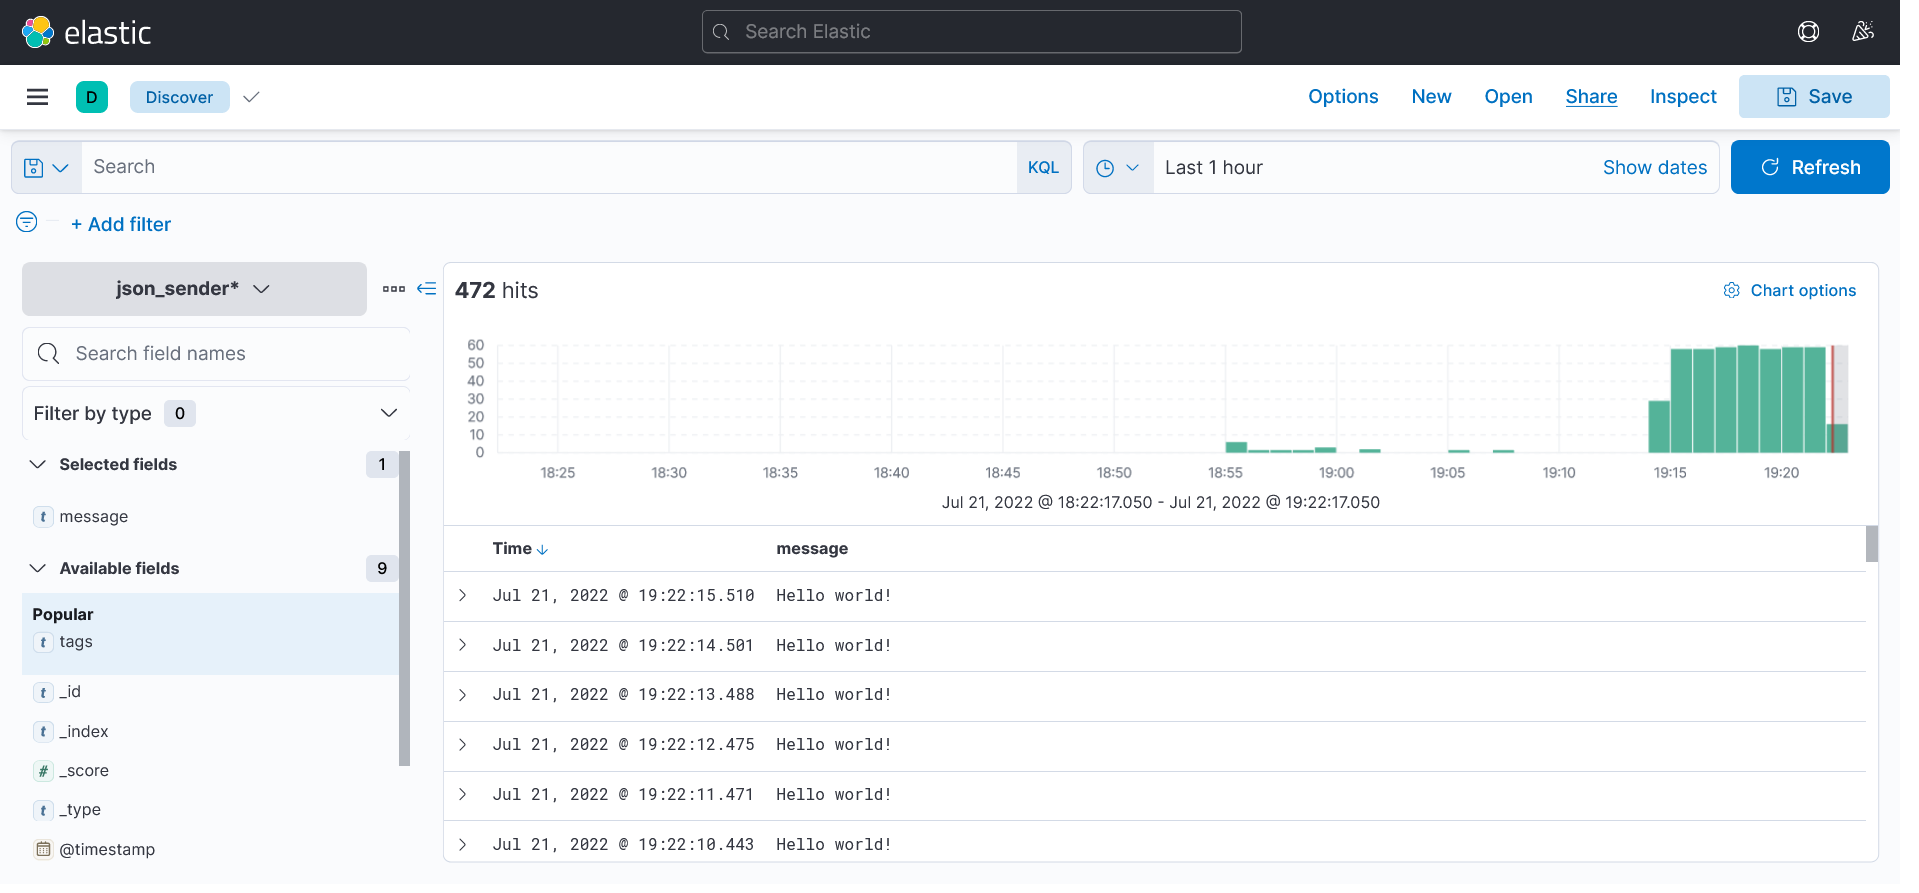 elastic
Search Elastic
D
Discover
Options
New
Open
Share
Inspect
Save
Search
KQL
Last 1 hour
Show dates
Refresh
+ Add filter
json_sender*
Search field names
Filter by type 0
Selected fields 1
t message
Available fields 9
Popular
t tags
t _id
t _index
# _score
t _type
@timestamp
472 hits
Chart options
60
50
40
30
20
10
0
18:25 18:30 18:35 18:40 18:45 18:50 18:55 19:00 19:05 19:10 19:15 19:20
Jul 21, 2022 @ 18:22:17.050 - Jul 21, 2022 @ 19:22:17.050
Time message
Jul 21, 2022 @ 19:22:15.510 Hello world!
Jul 21, 2022 @ 19:22:14.501 Hello world!
Jul 21, 2022 @ 19:22:13.488 Hello world!
Jul 21, 2022 @ 19:22:12.475 Hello world!
Jul 21, 2022 @ 19:22:11.471 Hello world!
Jul 21, 2022 @ 19:22:10.443 Hello world!